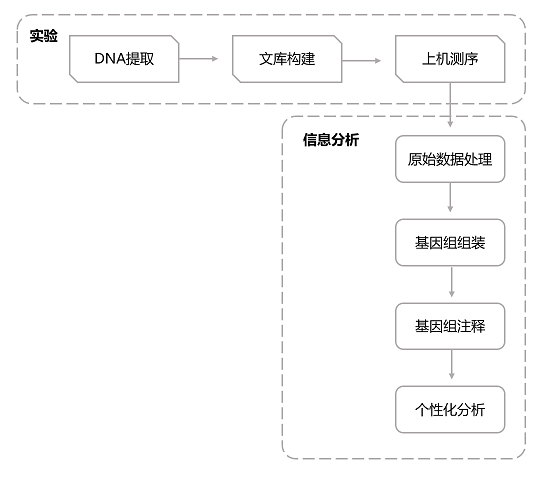 实验
DNA提取
文库构建
上机测序
信息分析
原始数据处理
基因组组装
基因组注释
个性化分析